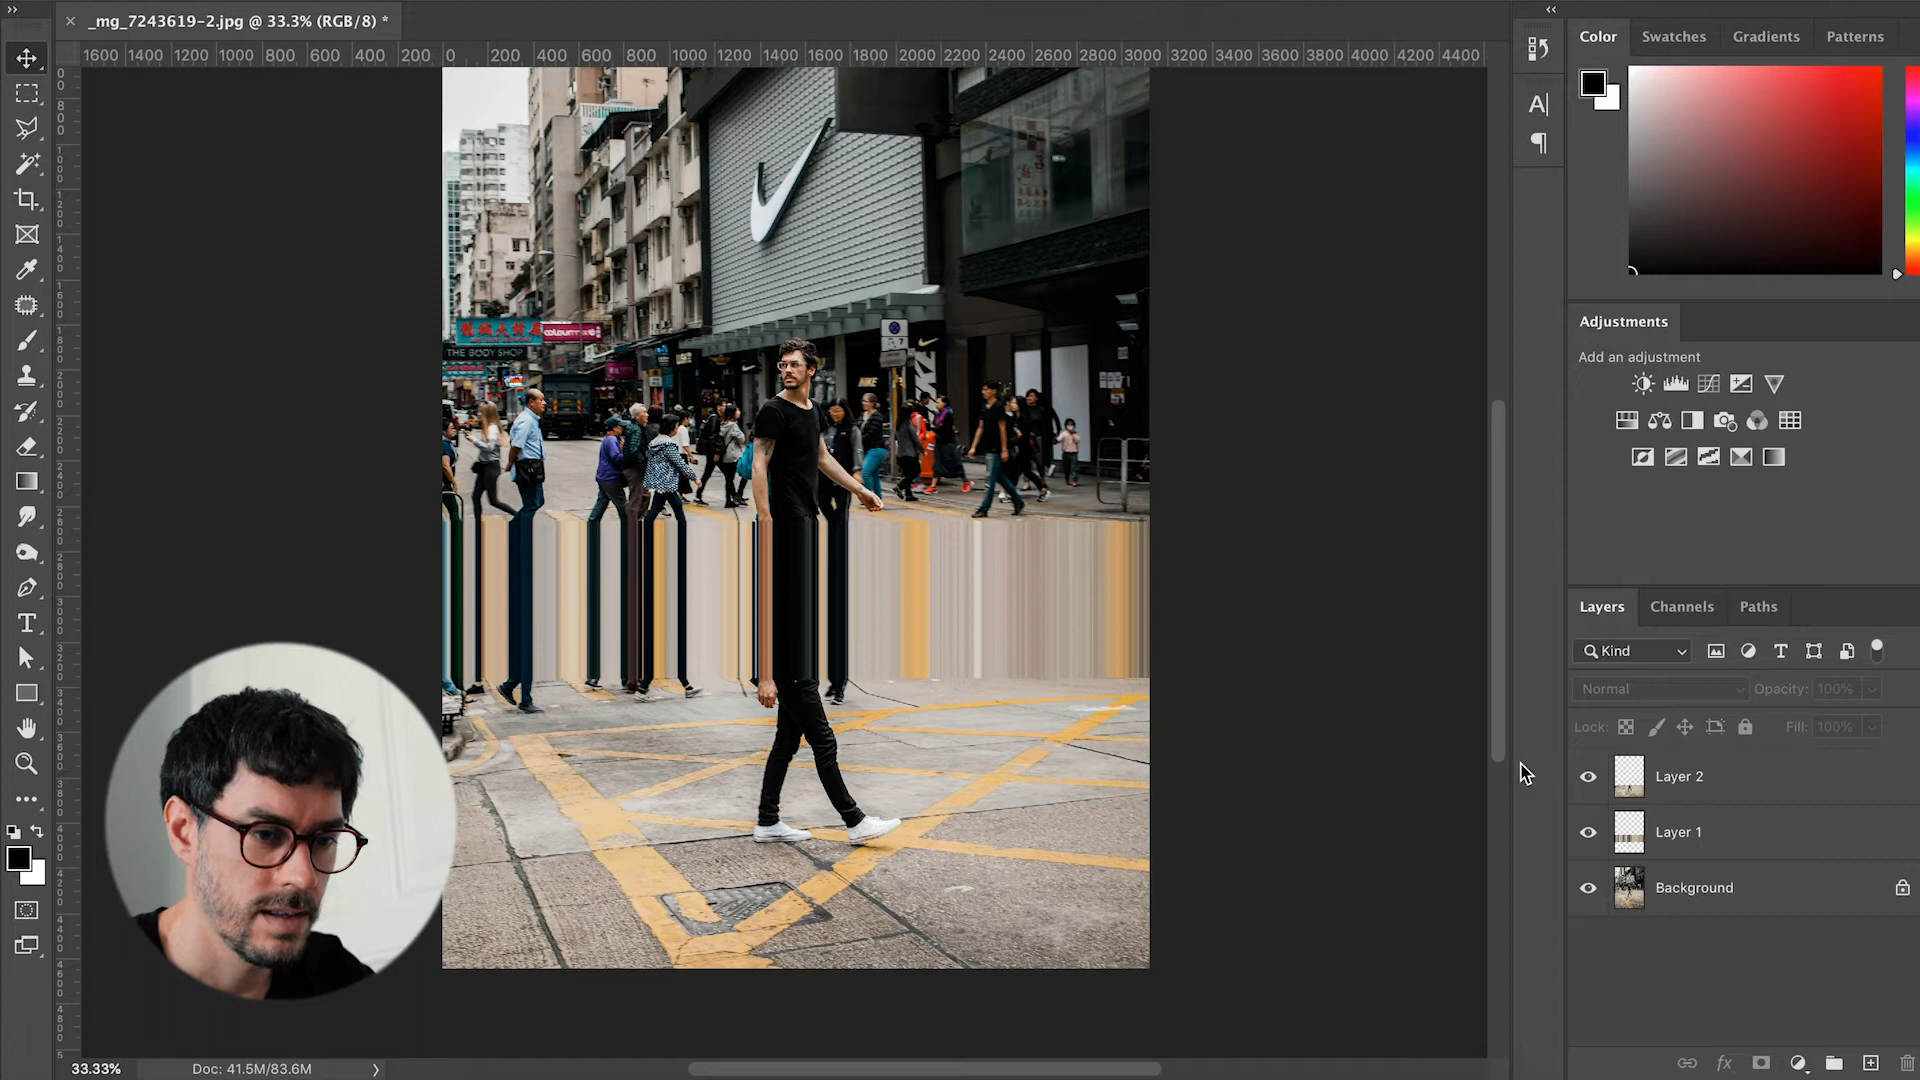 _mg_7243619-2.jpg @ 33.3% (RGB/8) *
1600 1400 1200 1000 800 600 400 200 0 200 400 600 800 1000 1200 1400 1600 1800 2000 2200 2400 2600 2800 3000 3200 3400 3600 3800 4000 4200 4400
Color Swatches Gradients Patterns
Adjustments
Add an adjustment
THE BODY SHOP
colourmix
NIKE
NIKE
Layers Channels Paths
Kind
Normal Opacity: 100%
Lock: Fill: 100%
Layer 2
Layer 1
Background
33.33% Doc: 41.5M/83.6M